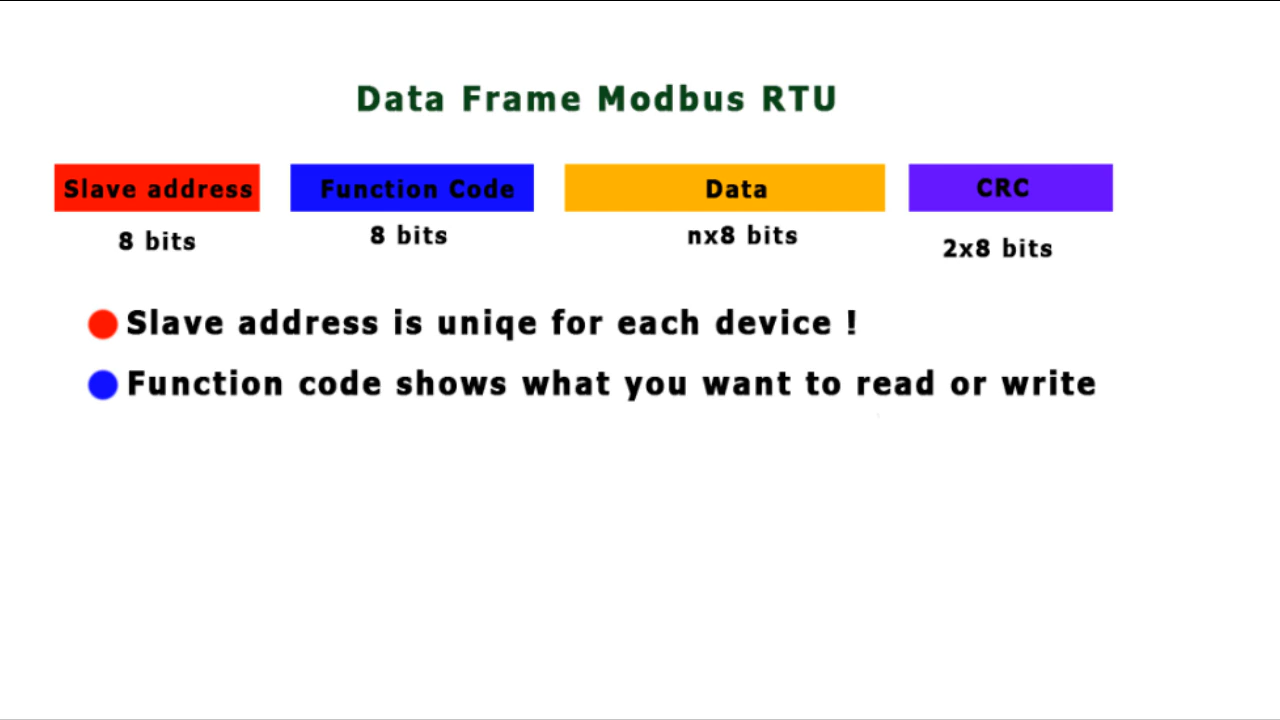 Data Frame Modbus RTU
Slave address Function Code Data CRC
8 bits 8 bits nx8 bits 2x8 bits
Slave address is uniqe for each device !
Function code shows what you want to read or write